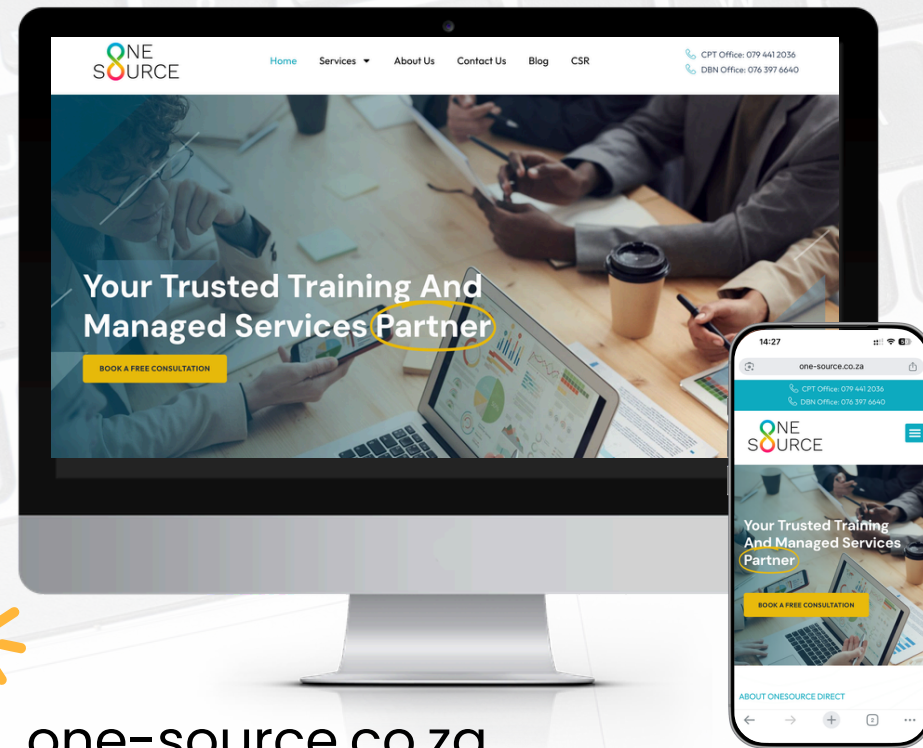 ONE
SOURCE
Home Services About Us Contact Us Blog CSR
CPT Office: 079 441 2036
DBN Office: 076 397 6640
Your Trusted Training And
Managed Services Partner
BOOK A FREE CONSULTATION
14:27
one-source.co.za
CPT Office: 079 441 2036
DBN Office: 076 397 6640
ONE
SOURCE
Your Trusted Training
And Managed Services
Partner
BOOK A FREE CONSULTATION
ABOUT ONESOURCE DIRECT
one-source.co.za